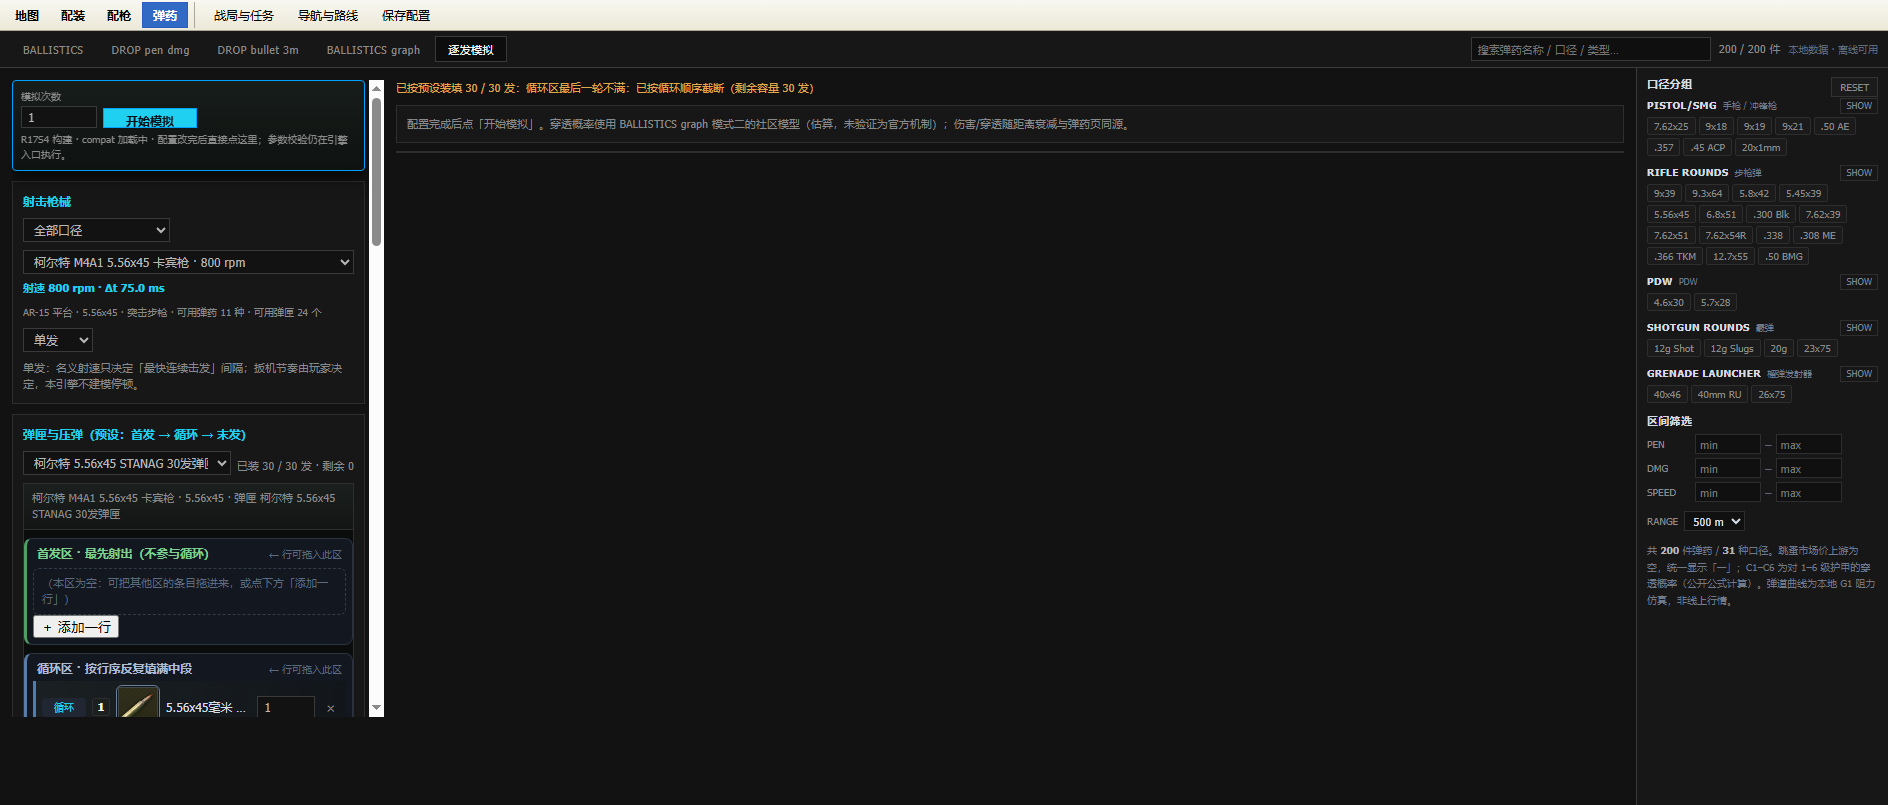 地图 配装 配枪 弹药 战局与任务 导航与路线 保存配置
BALLISTICS DROP pen dmg DROP bullet 3m BALLISTICS graph 逐发模拟 搜索弹药名称 / 口径 / 类型... 200 / 200 件 本地数据 · 离线可用
模拟次数
1 开始模拟
R1754 构建 · compat 加载中 · 配置改完后直接点这里；参数校验仍在引擎
入口执行。
射击枪械
全部口径
柯尔特 M4A1 5.56x45 卡宾枪 · 800 rpm
射速 800 rpm · Δt 75.0 ms
AR-15 平台 · 5.56x45 · 突击步枪 · 可用弹药 11 种 · 可用弹匣 24 个
单发
单发：名义射速只决定「最快连续击发」间隔；扳机节奏由玩家决
定，本引擎不建模停顿。
弹匣与压弹（预设：首发 → 循环 → 末发）
柯尔特 5.56x45 STANAG 30发弹匣 已装 30 / 30 发 · 剩余 0
柯尔特 M4A1 5.56x45 卡宾枪 · 5.56x45 · 弹匣 柯尔特 5.56x45
STANAG 30发弹匣
首发区 · 最先射出（不参与循环） ← 行可拖入此区
（本区为空：可把其他区的条目拖进来，或点下方「添加一
行」）
+ 添加一行
循环区 · 按行序反复填满中段 ← 行可拖入此区
循环 1 5.56x45毫米 ... 1 ×
已按预设装填 30 / 30 发：循环区最后一轮不满：已按循环顺序截断（剩余容量 30 发）
配置完成后点「开始模拟」。穿透概率使用 BALLISTICS graph 模式二的社区模型（估算，未验证为官方机制）；伤害/穿透随距离衰减与弹药页同源。
口径分组 RESET
PISTOL/SMG 手枪 / 冲锋枪 SHOW
7.62x25 9x18 9x19 9x21 .50 AE
.357 .45 ACP 20x1mm
RIFLE ROUNDS 步枪弹 SHOW
9x39 9.3x64 5.8x42 5.45x39
5.56x45 6.8x51 .300 Blk 7.62x39
7.62x51 7.62x54R .338 .308 ME
.366 TKM 12.7x55 .50 BMG
PDW PDW SHOW
4.6x30 5.7x28
SHOTGUN ROUNDS 霰弹 SHOW
12g Shot 12g Slugs 20g 23x75
GRENADE LAUNCHER 榴弹发射器 SHOW
40x46 40mm RU 26x75
区间筛选
PEN min — max
DMG min — max
SPEED min — max
RANGE 500 m
共 200 件弹药 / 31 种口径。跳蚤市场价上游为
空，统一显示「—」；C1–C6 为对 1–6 级护甲的穿
透概率（公开公式计算）。弹道曲线为本地 G1 阻力
仿真，非线上行情。